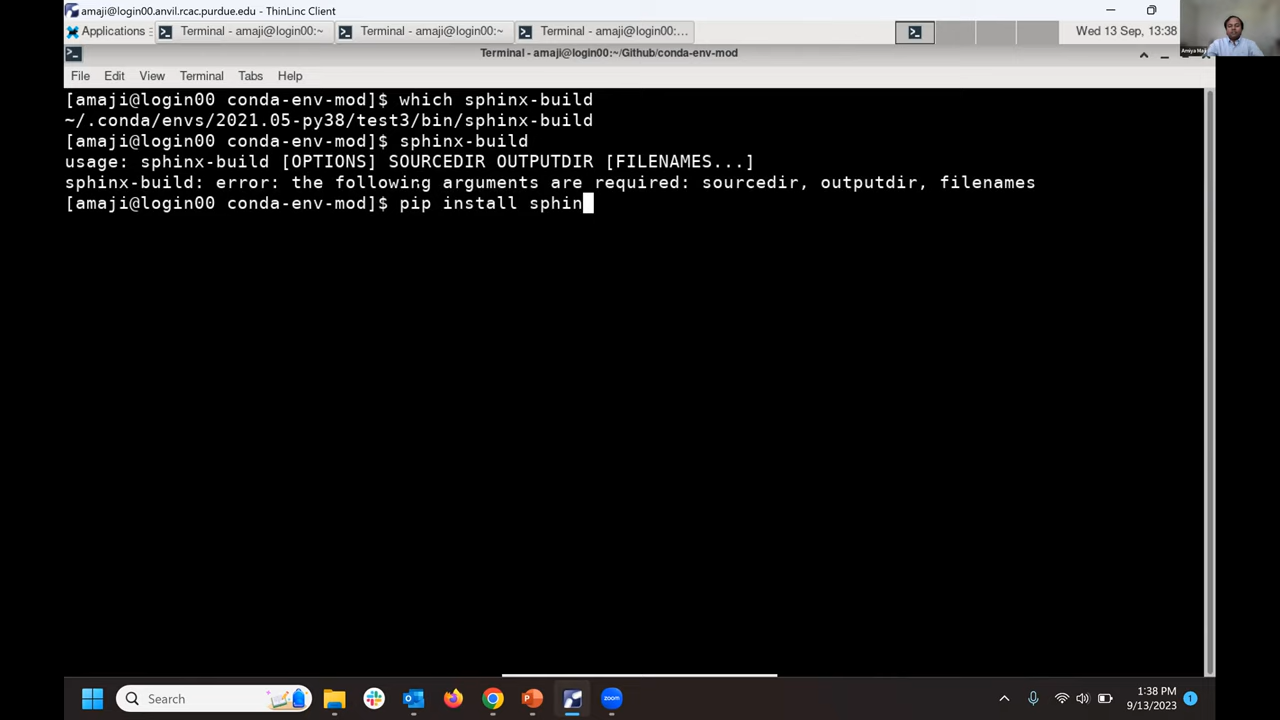 amaji@login00.anvil.rcac.purdue.edu - ThinLinc Client
Applications
Terminal - amaji@login00:~
Terminal - amaji@login00:~
Terminal - amaji@login00:...
Wed 13 Sep, 13:38
Amiya Maji
Terminal - amaji@login00:~/Github/conda-env-mod
File Edit View Terminal Tabs Help
[amaji@login00 conda-env-mod]$ which sphinx-build
~/.conda/envs/2021.05-py38/test3/bin/sphinx-build
[amaji@login00 conda-env-mod]$ sphinx-build
usage: sphinx-build [OPTIONS] SOURCEDIR OUTPUTDIR [FILENAMES...]
sphinx-build: error: the following arguments are required: sourcedir, outputdir, filenames
[amaji@login00 conda-env-mod]$ pip install sphin
Search
zoom
1:38 PM
9/13/2023
1